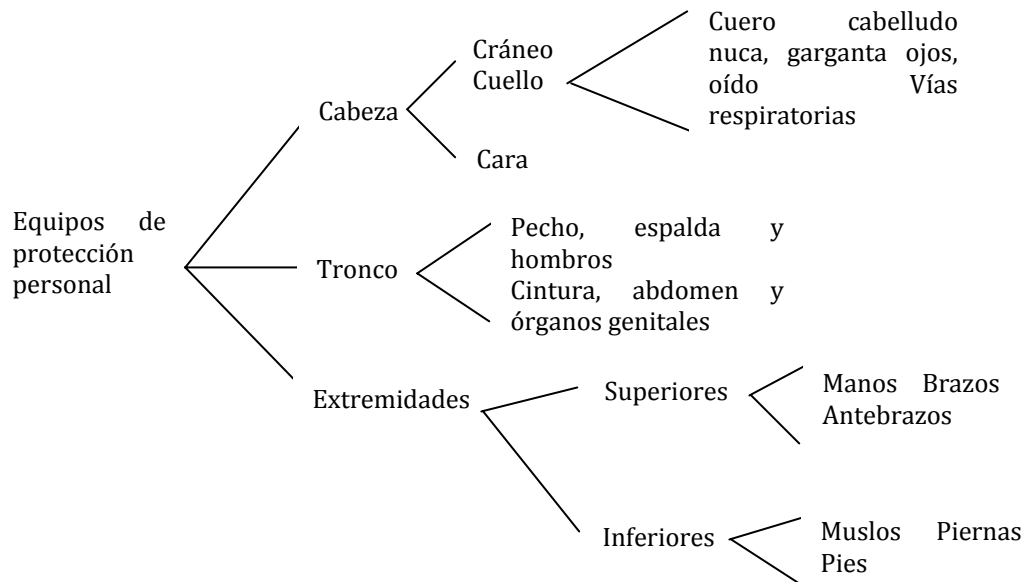 Cráneo
Cuello
Cuero cabelludo
nuca, garganta ojos,
oído Vías
respiratorias
Cabeza
Cara
Equipos de
protección
personal
Tronco
Pecho, espalda y
hombros
Cintura, abdomen y
órganos genitales
Extremidades
Superiores
Manos Brazos
Antebrazos
Inferiores
Muslos Piernas
Pies